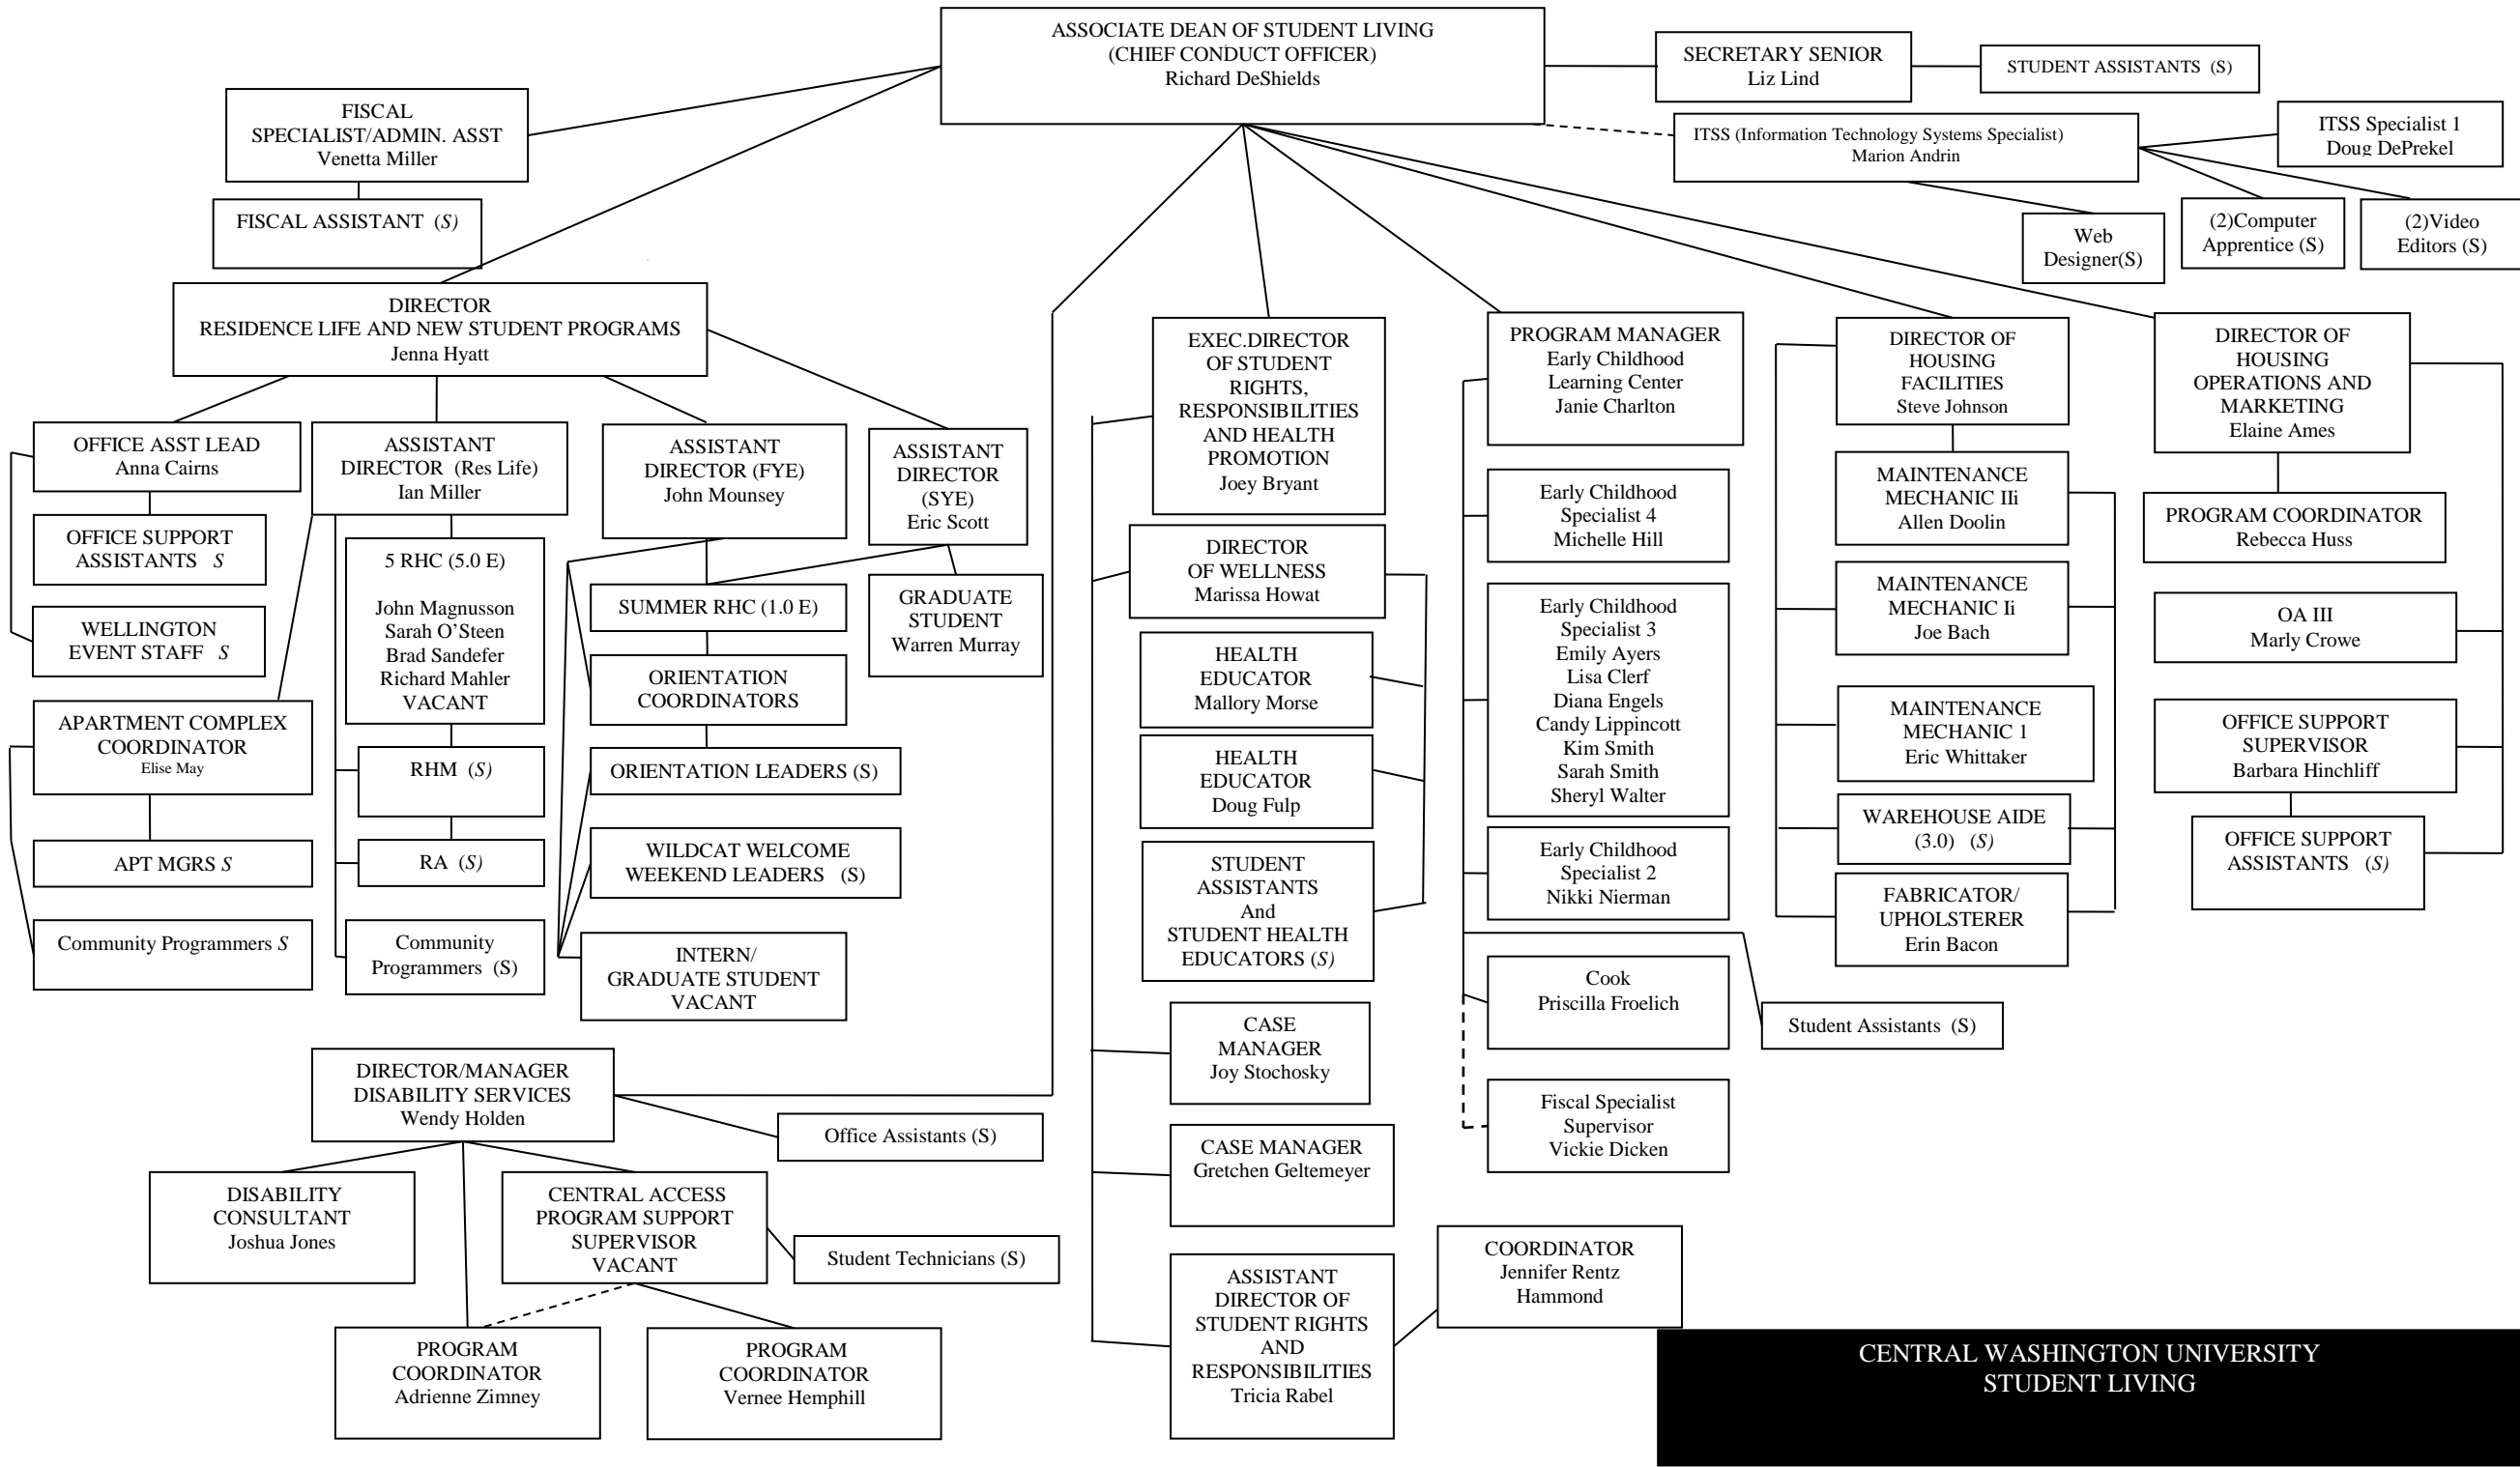 ASSOCIATE DEAN OF STUDENT LIVING
(CHIEF CONDUCT OFFICER)
Richard DeShields
SECRETARY SENIOR
Liz Lind
STUDENT ASSISTANTS (S)
FISCAL
SPECIALIST/ADMIN. ASST
Venetta Miller
FISCAL ASSISTANT (S)
ITSS (Information Technology Systems Specialist)
Marion Andrin
ITSS Specialist 1
Doug DePrekel
Web
Designer(S)
(2)Computer
Apprentice (S)
(2)Video
Editors (S)
DIRECTOR
RESIDENCE LIFE AND NEW STUDENT PROGRAMS
Jenna Hyatt
OFFICE ASST LEAD
Anna Cairns
OFFICE SUPPORT
ASSISTANTS S
WELLINGTON
EVENT STAFF S
ASSISTANT
DIRECTOR (Res Life)
Ian Miller
5 RHC (5.0 E)
John Magnusson
Sarah O'Steen
Brad Sandefer
Richard Mahler
VACANT
RHM (S)
RA (S)
Community
Programmers (S)
APARTMENT COMPLEX
COORDINATOR
Elise May
APT MGRS S
Community Programmers S
ASSISTANT
DIRECTOR (FYE)
John Mounsey
ASSISTANT
DIRECTOR
(SYE)
Eric Scott
SUMMER RHC (1.0 E)
GRADUATE
STUDENT
Warren Murray
ORIENTATION
COORDINATORS
ORIENTATION LEADERS (S)
WILDCAT WELCOME
WEEKEND LEADERS (S)
INTERN/
GRADUATE STUDENT
VACANT
DIRECTOR/MANAGER
DISABILITY SERVICES
Wendy Holden
Office Assistants (S)
DISABILITY
CONSULTANT
Joshua Jones
CENTRAL ACCESS
PROGRAM SUPPORT
SUPERVISOR
VACANT
Student Technicians (S)
PROGRAM
COORDINATOR
Adrienne Zimney
PROGRAM
COORDINATOR
Vernee Hemphill
EXEC.DIRECTOR
OF STUDENT
RIGHTS,
RESPONSIBILITIES
AND HEALTH
PROMOTION
Joey Bryant
DIRECTOR
OF WELLNESS
Marissa Howat
HEALTH
EDUCATOR
Mallory Morse
HEALTH
EDUCATOR
Doug Fulp
STUDENT
ASSISTANTS
And
STUDENT HEALTH
EDUCATORS (S)
CASE
MANAGER
Joy Stochosky
CASE MANAGER
Gretchen Geltemeyer
ASSISTANT
DIRECTOR OF
STUDENT RIGHTS
AND
RESPONSIBILITIES
Tricia Rabel
COORDINATOR
Jennifer Rentz
Hammond
PROGRAM MANAGER
Early Childhood
Learning Center
Janie Charlton
Early Childhood
Specialist 4
Michelle Hill
Early Childhood
Specialist 3
Emily Ayers
Lisa Clerf
Diana Engels
Candy Lippincott
Kim Smith
Sarah Smith
Sheryl Walter
Early Childhood
Specialist 2
Nikki Nierman
Cook
Priscilla Froelich
Student Assistants (S)
Fiscal Specialist
Supervisor
Vickie Dicken
DIRECTOR OF
HOUSING
FACILITIES
Steve Johnson
MAINTENANCE
MECHANIC IIi
Allen Doolin
MAINTENANCE
MECHANIC Ii
Joe Bach
MAINTENANCE
MECHANIC 1
Eric Whittaker
WAREHOUSE AIDE
(3.0) (S)
FABRICATOR/
UPHOLSTERER
Erin Bacon
DIRECTOR OF
HOUSING
OPERATIONS AND
MARKETING
Elaine Ames
PROGRAM COORDINATOR
Rebecca Huss
OA III
Marly Crowe
OFFICE SUPPORT
SUPERVISOR
Barbara Hinchliff
OFFICE SUPPORT
ASSISTANTS (S)
CENTRAL WASHINGTON UNIVERSITY
STUDENT LIVING